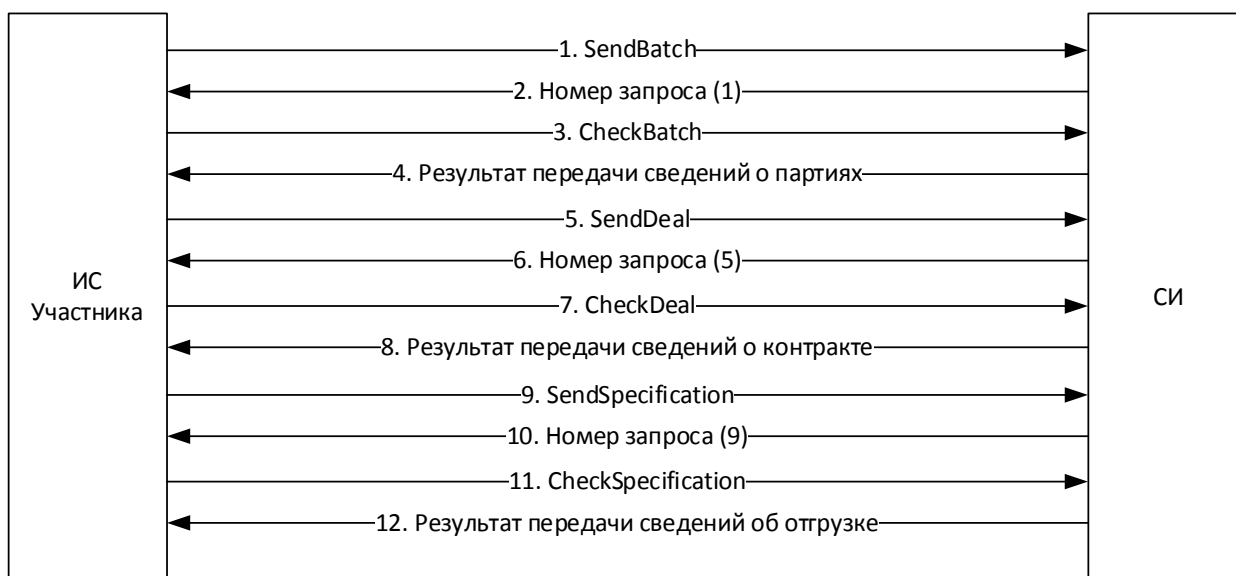 1. SendBatch
2. Номер запроса (1)
3. CheckBatch
4. Результат передачи сведений о партиях
5. SendDeal
6. Номер запроса (5)
ИС
Участника
7. CheckDeal
СИ
8. Результат передачи сведений о контракте
9. SendSpecification
10. Номер запроса (9)
11. CheckSpecification
12. Результат передачи сведений об отгрузке